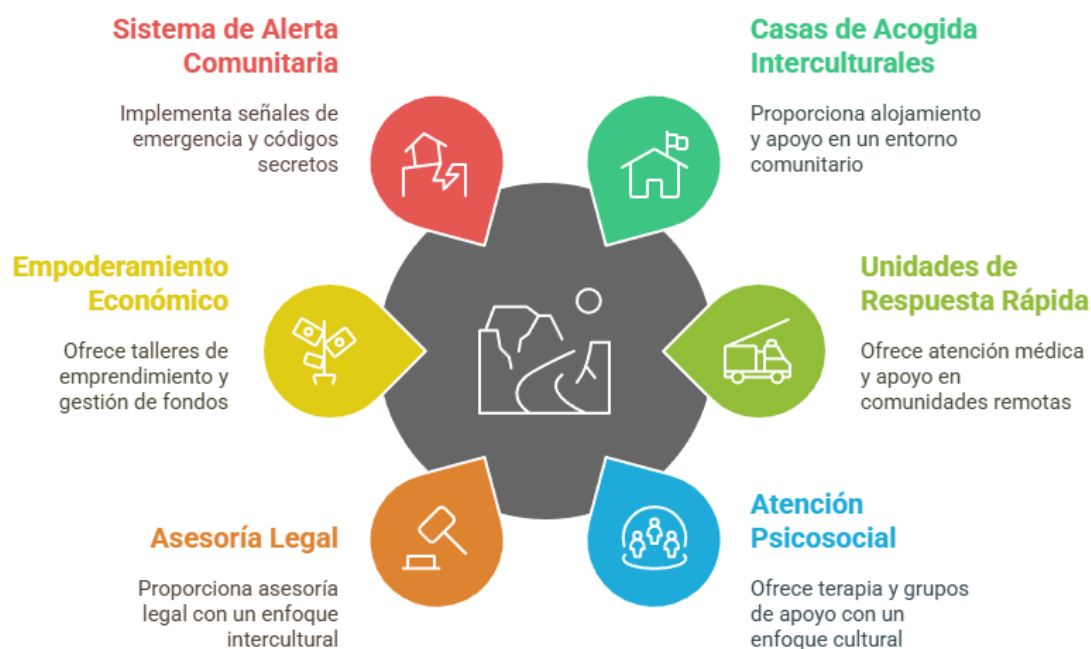 Sistema de Alerta
Comunitaria
Implementa señales de
emergencia y códigos
secretos
Casas de Acogida
Interculturales
Proporciona alojamiento
y apoyo en un entorno
comunitario
Empoderamiento
Económico
Ofrece talleres de
emprendimiento y
gestión de fondos
Unidades de
Respuesta Rápida
Ofrece atención médica
y apoyo en
comunidades remotas
Asesoría Legal
Proporciona asesoría
legal con un enfoque
intercultural
Atención
Psicosocial
Ofrece terapia y grupos
de apoyo con un
enfoque cultural